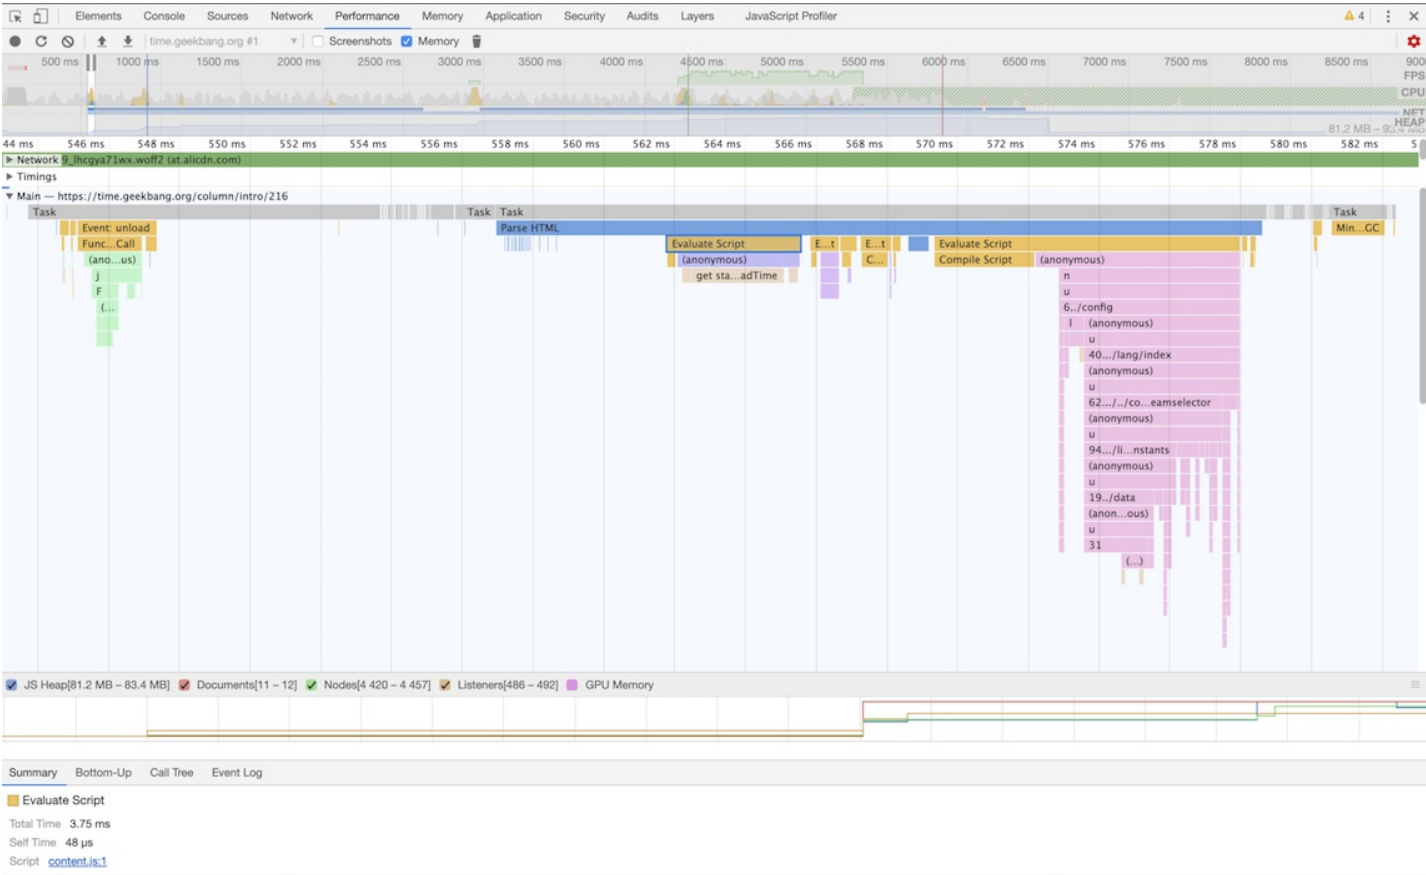 Elements Console Sources Network Performance Memory Application Security Audits Layers JavaScript Profiler 4
time.geekbang.org #1 Screenshots Memory
500 ms 1000 ms 1500 ms 2000 ms 2500 ms 3000 ms 3500 ms 4000 ms 4500 ms 5000 ms 5500 ms 6000 ms 6500 ms 7000 ms 7500 ms 8000 ms 8500 ms 900
FPS
CPU
NET
HEAP
44 ms 546 ms 548 ms 550 ms 552 ms 554 ms 556 ms 558 ms 560 ms 562 ms 564 ms 566 ms 568 ms 570 ms 572 ms 574 ms 576 ms 578 ms 580 ms 582 ms 5
Network 9_lhcgya71wx.woff2 (at.alicdn.com)
Timings
Main — https://time.geekbang.org/column/intro/216
Task Task Task Task
Event: unload Parse HTML Min...GC
Func...Call Evaluate Script E...t E...t Evaluate Script
(ano...us) (anonymous) C... Compile Script (anonymous)
j get sta...adTime n
F u
(... 6../config
l (anonymous)
u
40.../lang/index
(anonymous)
u
62.../../co...eamselector
(anonymous)
u
94.../li...nstants
(anonymous)
u
19../data
(anon...ous)
u
31
(...)
JS Heap[81.2 MB – 83.4 MB] Documents[11 – 12] Nodes[4 420 – 4 457] Listeners[486 – 492] GPU Memory
Summary Bottom-Up Call Tree Event Log
Evaluate Script
Total Time 3.75 ms
Self Time 48 μs
Script content.js:1